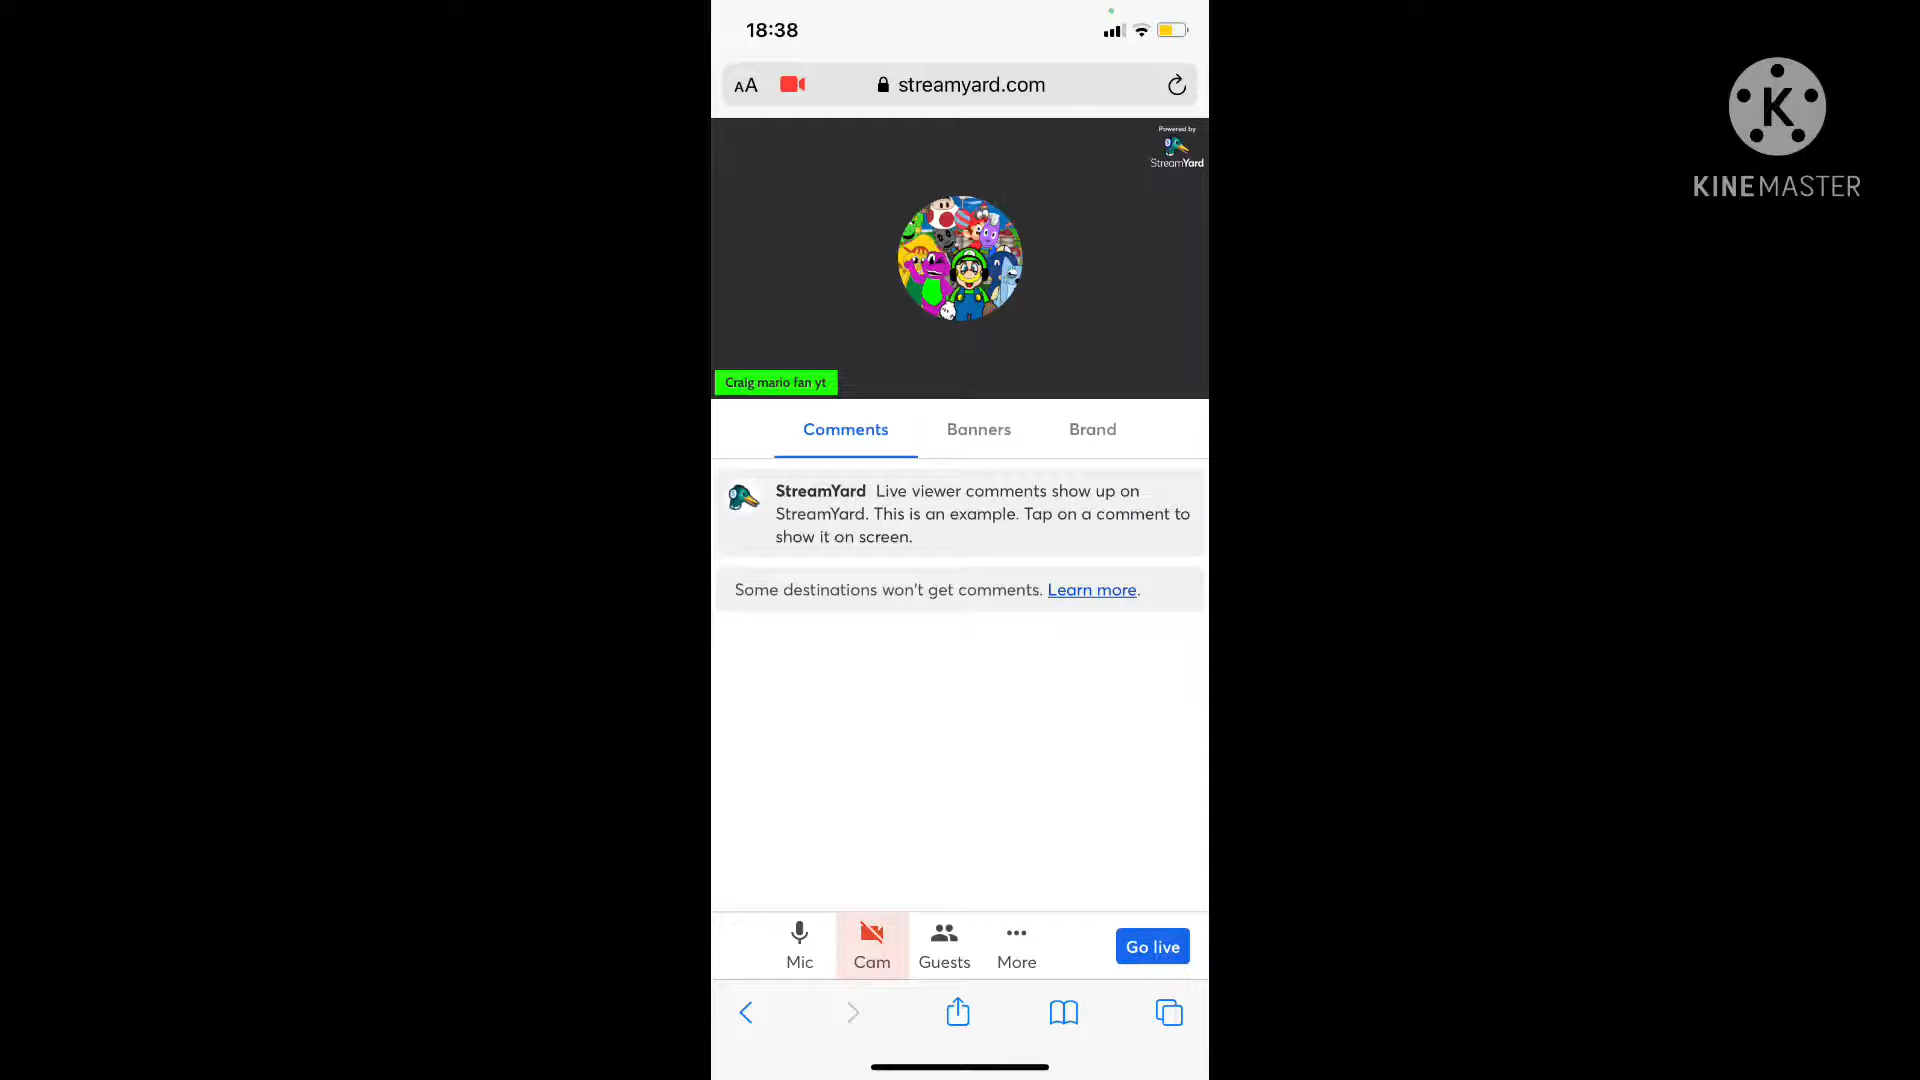 18:38
AA
streamyard.com
Powered by
StreamYard
K
KINEMASTER
Craig mario fan yt
Comments
Banners
Brand
StreamYard Live viewer comments show up on
StreamYard. This is an example. Tap on a comment to
show it on screen.
Some destinations won't get comments. Learn more.
Mic
Cam
Guests
More
Go live